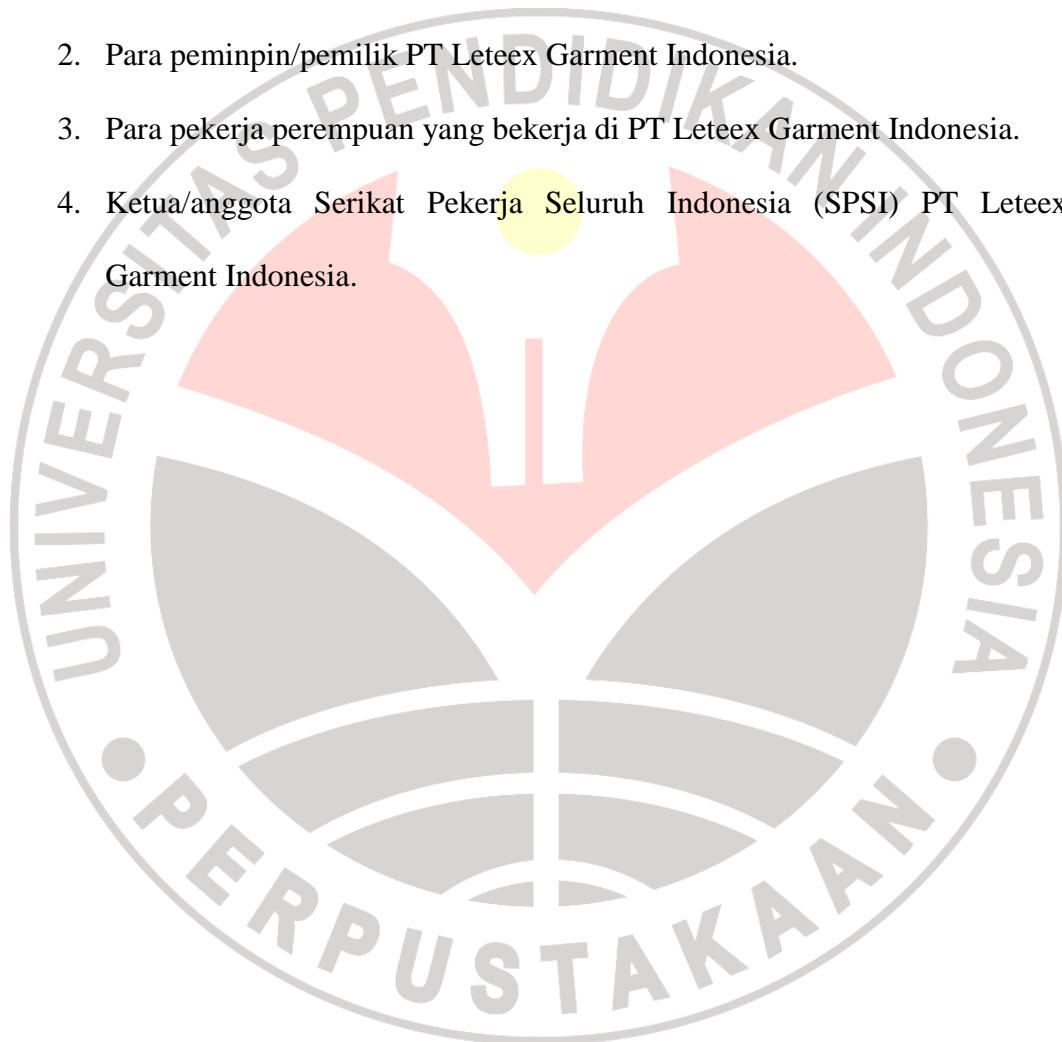 2. Para peminpin/pemilik PT Leteex Garment Indonesia.
3. Para pekerja perempuan yang bekerja di PT Leteex Garment Indonesia.
4. Ketua/anggota Serikat Pekerja Seluruh Indonesia (SPSI) PT Leteex
Garment Indonesia.
UNIVERSITAS PENDIDIKAN INDONESIA
PERPUSTAKAAN